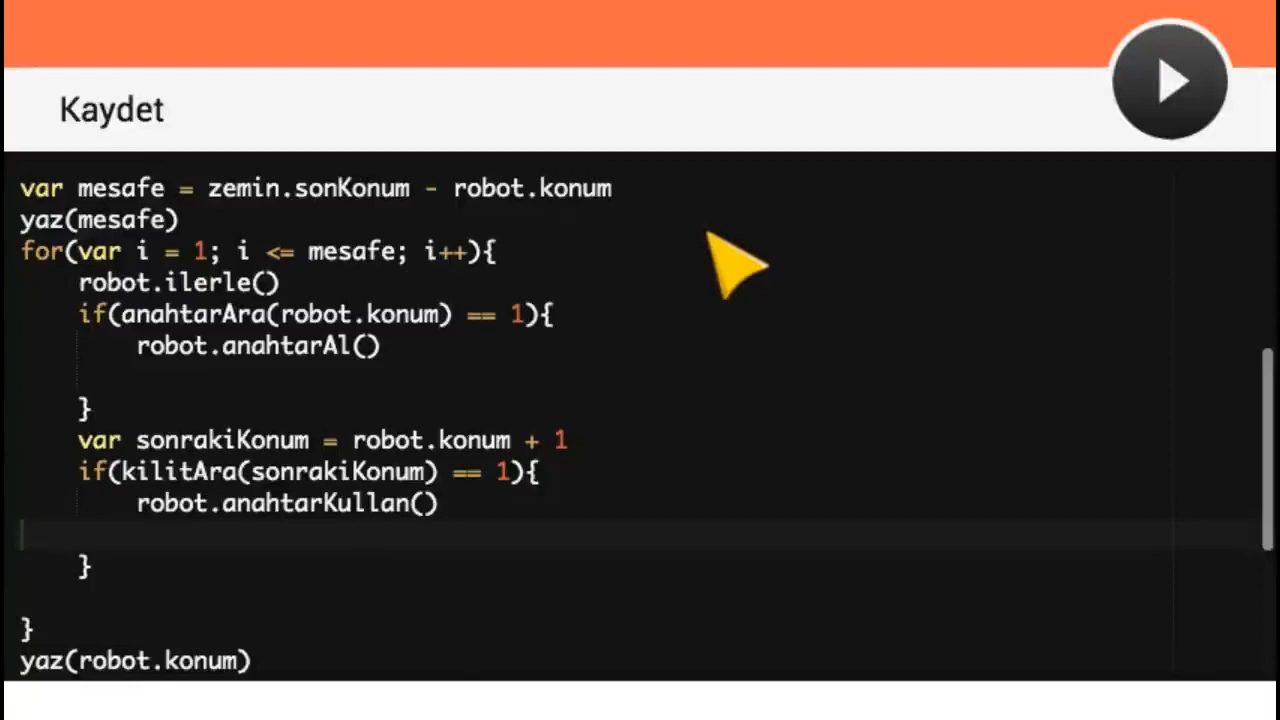 Kaydet
var mesafe = zemin.sonKonum - robot.konum
yaz(mesafe)
for(var i = 1; i <= mesafe; i++){
    robot.ilerle()
    if(anahtarAra(robot.konum) == 1){
        robot.anahtarAl()
    }
    var sonrakiKonum = robot.konum + 1
    if(kilitAra(sonrakiKonum) == 1){
        robot.anahtarKullan()
    }
}
yaz(robot.konum)